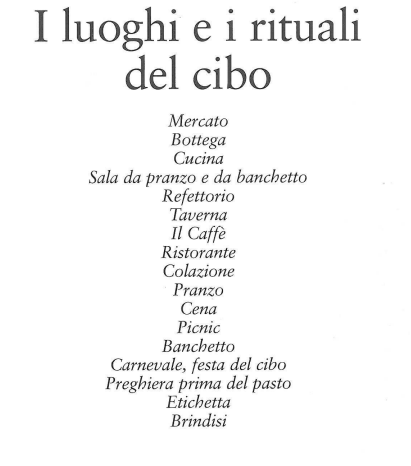 I luoghi e i rituali
del cibo
Mercato
Bottega
Cucina
Sala da pranzo e da banchetto
Refettorio
Taverna
Il Caffè
Ristorante
Colazione
Pranzo
Cena
Picnic
Banchetto
Carnevale, festa del cibo
Preghiera prima del pasto
Etichetta
Brindisi